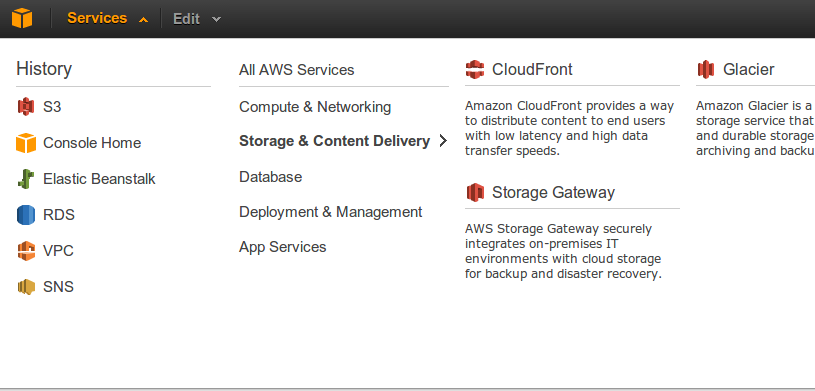 Services
Edit
History
S3
Console Home
Elastic Beanstalk
RDS
VPC
SNS
All AWS Services
Compute & Networking
Storage & Content Delivery
Database
Deployment & Management
App Services
CloudFront
Amazon CloudFront provides a way
to distribute content to end users
with low latency and high data
transfer speeds.
Storage Gateway
AWS Storage Gateway securely
integrates on-premises IT
environments with cloud storage
for backup and disaster recovery.
Glacier
Amazon Glacier is a
storage service that
and durable storage
archiving and backu